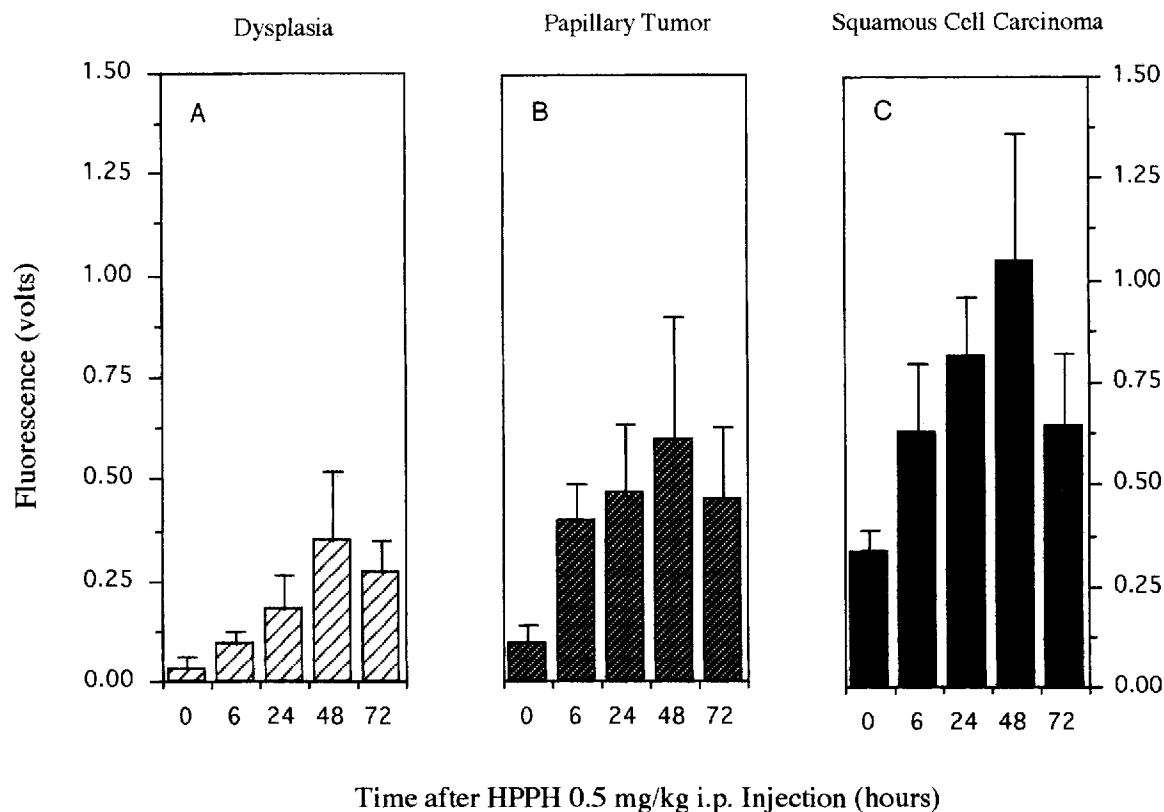 Dysplasia
Papillary Tumor
Squamous Cell Carcinoma
A
B
C
1.50
1.25
1.00
0.75
0.50
0.25
0.00
1.50
1.25
1.00
0.75
0.50
0.25
0.00
Fluorescence (volts)
0 6 24 48 72
0 6 24 48 72
0 6 24 48 72
Time after HPPH 0.5 mg/kg i.p. Injection (hours)